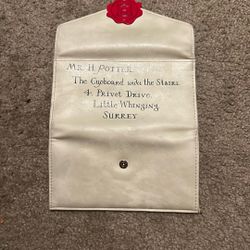 Mr. H. Potter
The Cupboard under the Stairs
4. Privet Drive
Little Whinging
Surrey